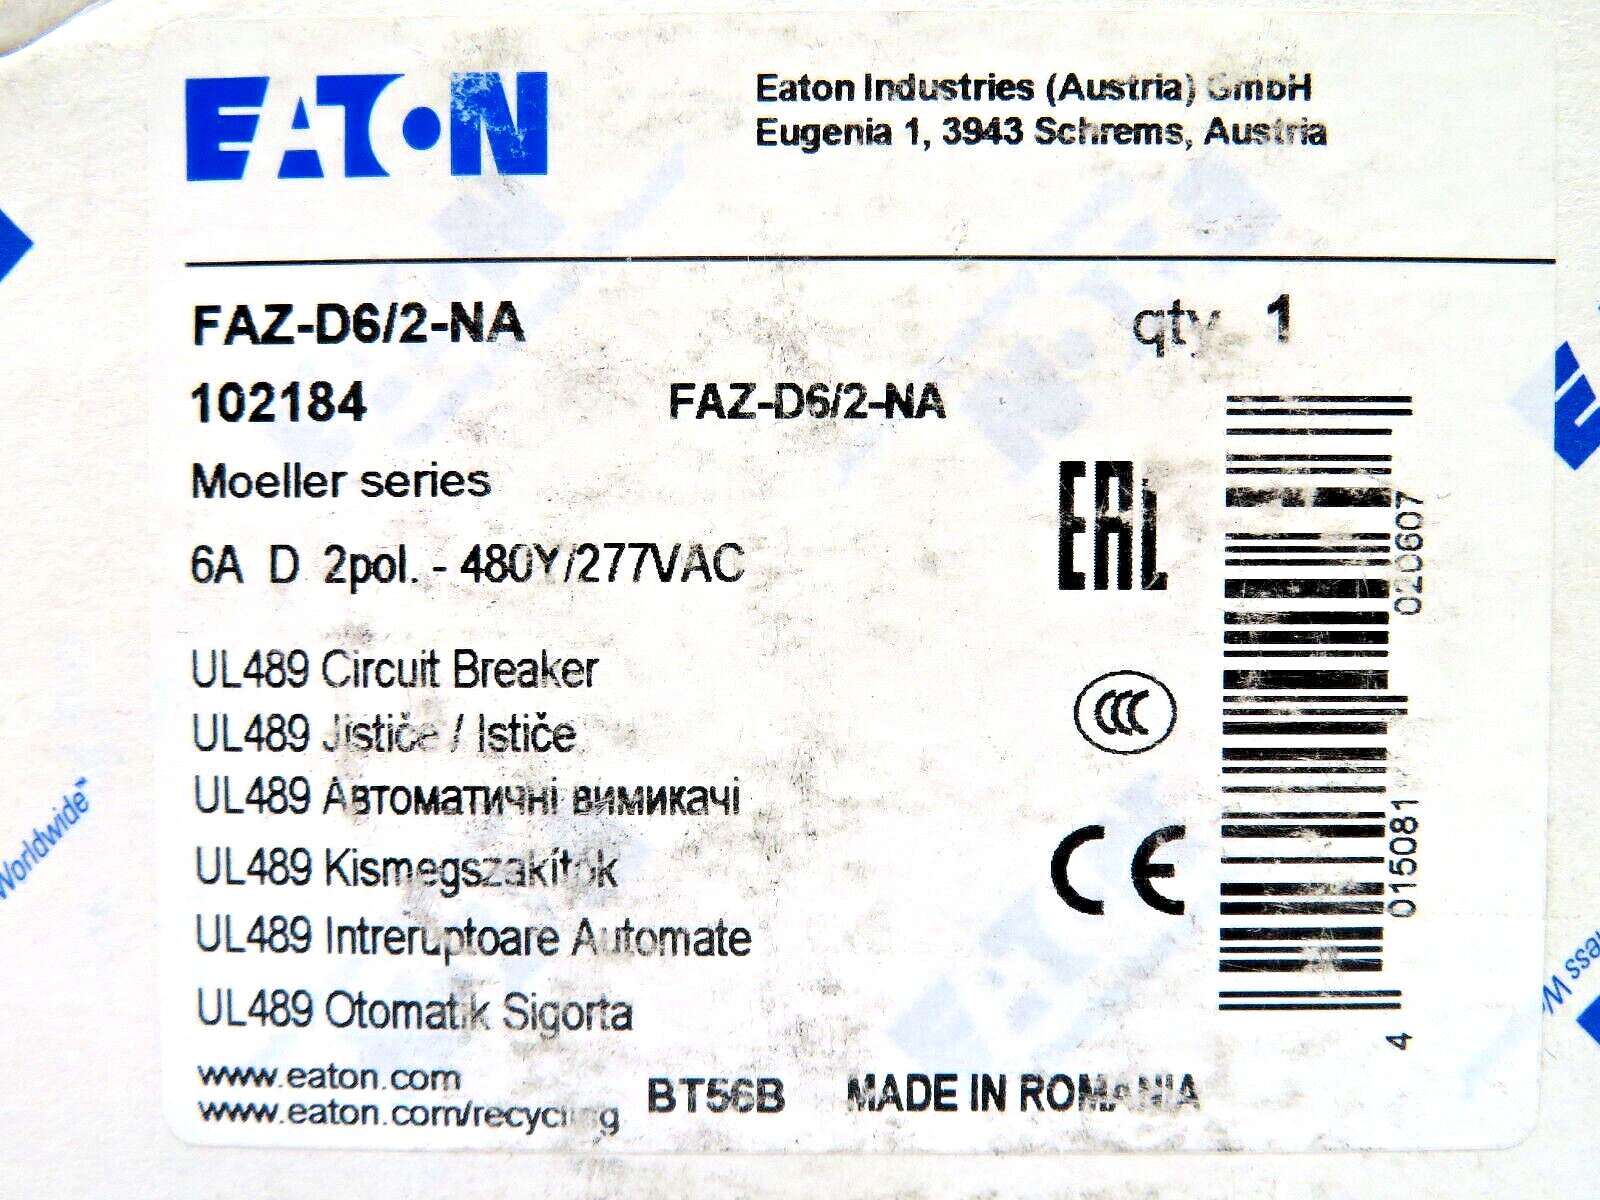 EATON
Eaton Industries (Austria) GmbH
Eugenia 1, 3943 Schrems, Austria
FAZ-D6/2-NA
qty 1
102184
FAZ-D6/2-NA
Moeller series
6A D 2pol. - 480Y/277VAC
EAC
UL489 Circuit Breaker
UL489 Jističe / Ističe
CCC
UL489 Автоматичні вимикачі
UL489 Kismegszakítók
CE
UL489 Intreruptoare Automate
UL489 Otomatik Sigorta
www.eaton.com
www.eaton.com/recycling
BT56B
MADE IN ROMANIA
4 015081 020607
Worldwide™